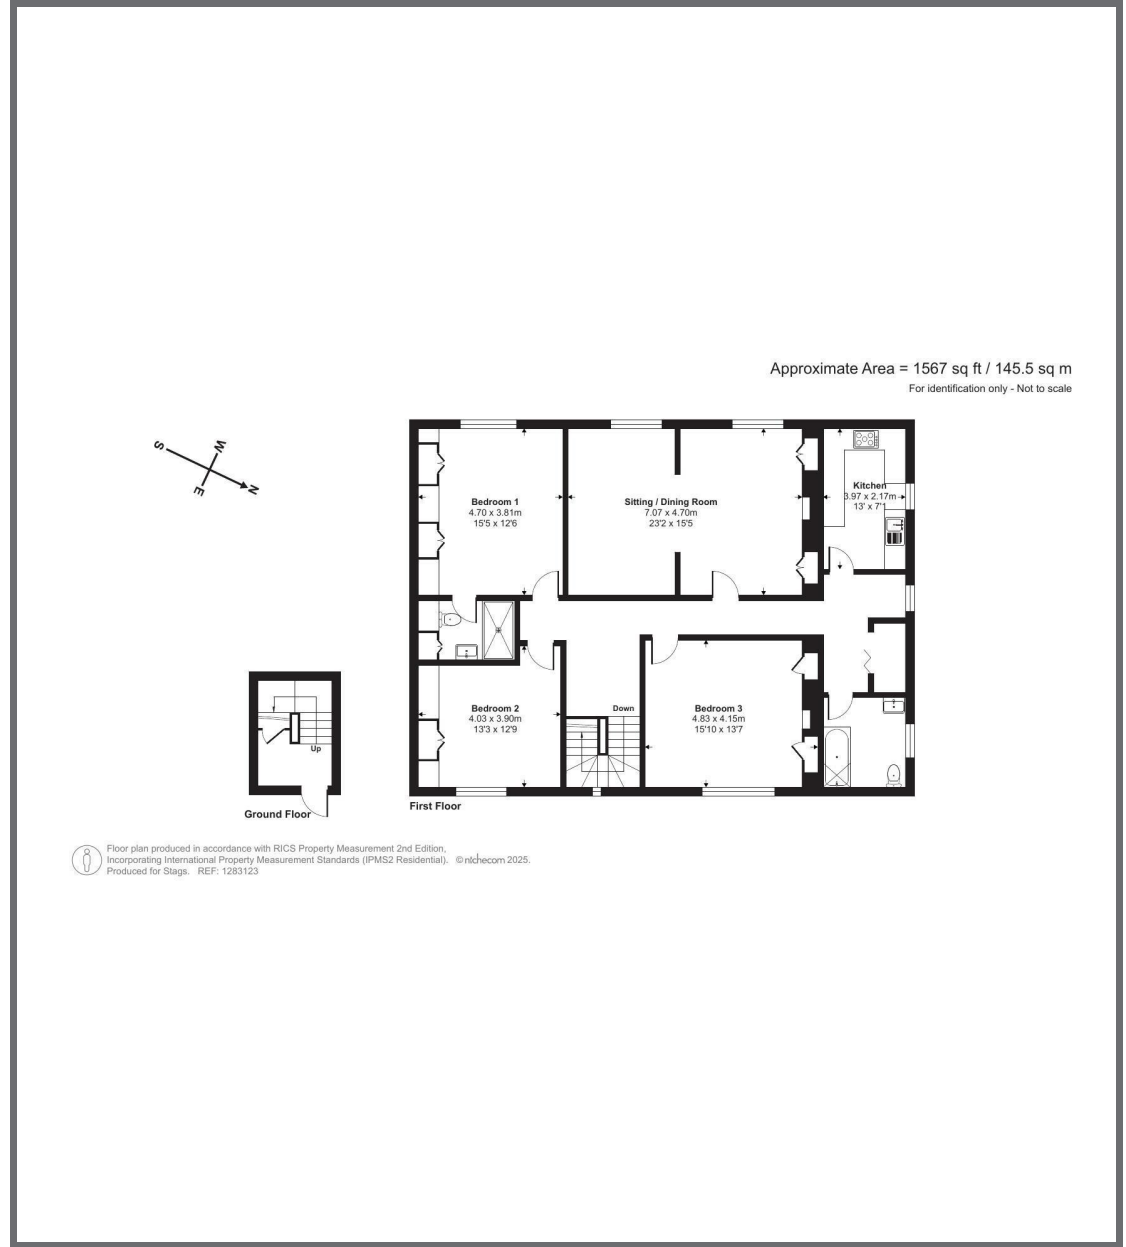 Approximate Area = 1567 sq ft / 145.5 sq m
For identification only - Not to scale
S
W
E
N
Bedroom 1
4.70 x 3.81m
15'5 x 12'6
Sitting / Dining Room
7.07 x 4.70m
23'2 x 15'5
Kitchen
3.97 x 2.17m
13' x 7'1
Bedroom 2
4.03 x 3.90m
13'3 x 12'9
Down
Bedroom 3
4.83 x 4.15m
15'10 x 13'7
Up
Ground Floor
First Floor
Floor plan produced in accordance with RICS Property Measurement 2nd Edition,
Incorporating International Property Measurement Standards (IPMS2 Residential). © nichecom 2025.
Produced for Stags. REF: 1283123